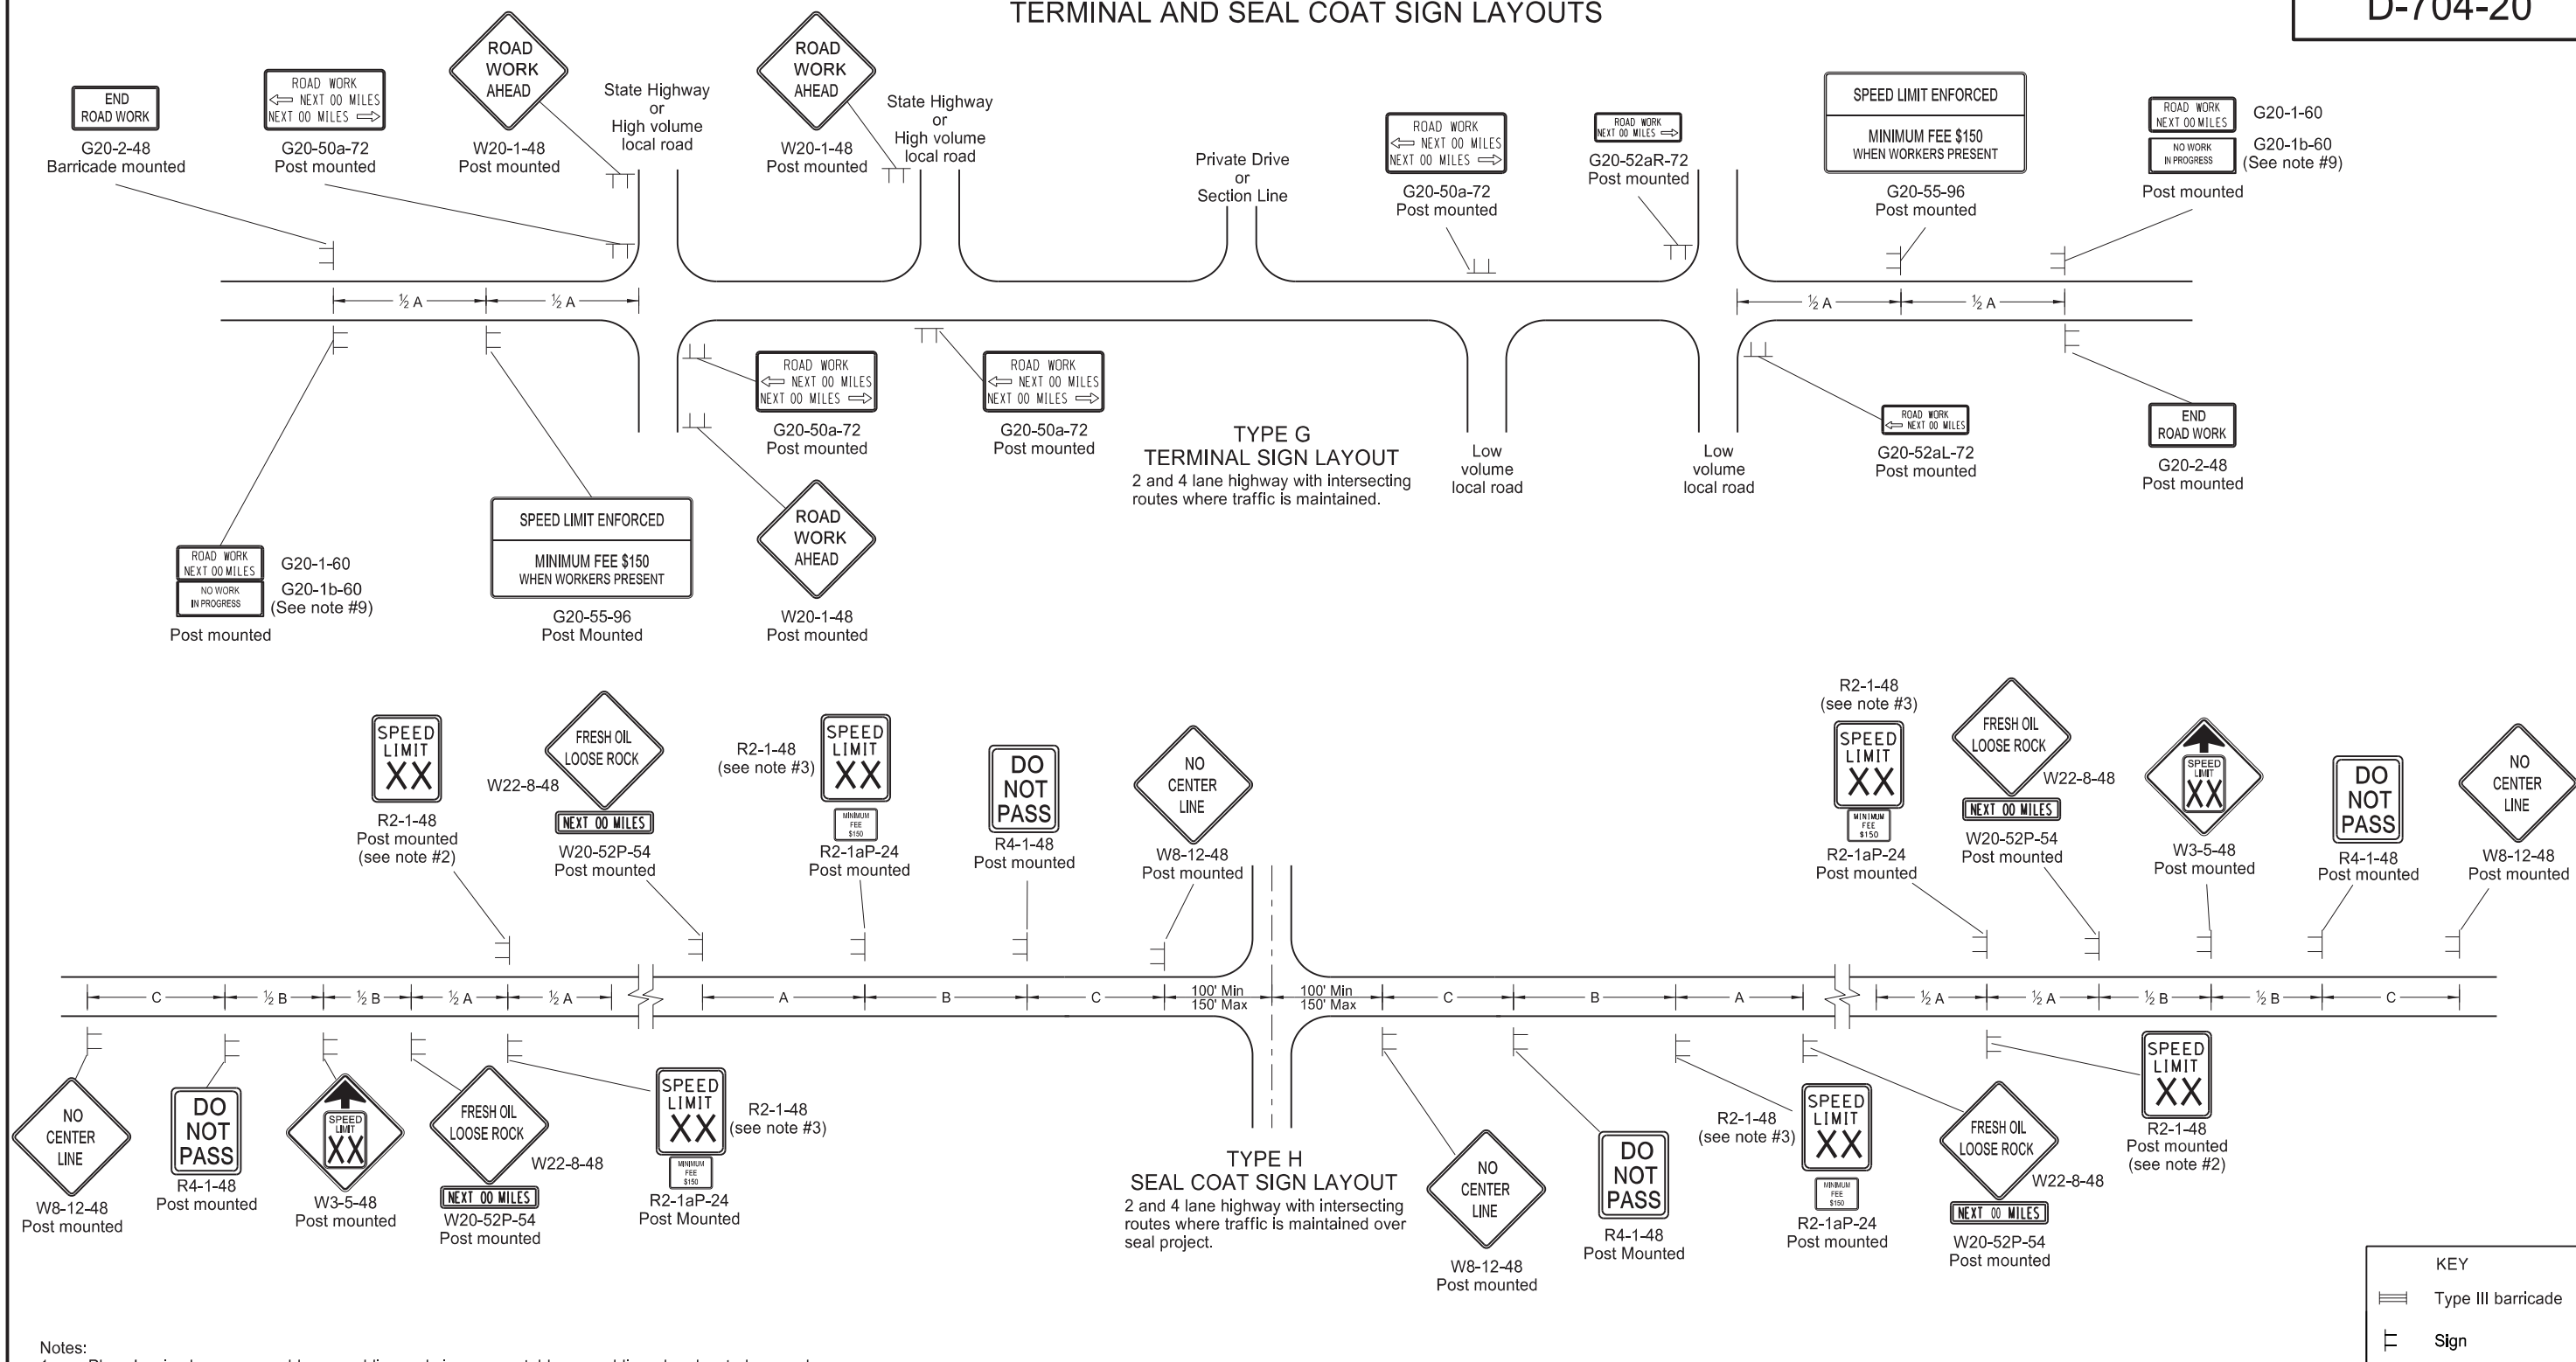 TERMINAL AND SEAL COAT SIGN LAYOUTS
D-704-20
END
ROAD WORK
G20-2-48
Barricade mounted
ROAD WORK
NEXT 00 MILES
NEXT 00 MILES
G20-50a-72
Post mounted
ROAD
WORK
AHEAD
W20-1-48
Post mounted
State Highway
or
High volume
local road
ROAD
WORK
AHEAD
W20-1-48
Post mounted
State Highway
or
High volume
local road
Private Drive
or
Section Line
ROAD WORK
NEXT 00 MILES
NEXT 00 MILES
G20-50a-72
Post mounted
ROAD WORK
NEXT 00 MILES
G20-52aR-72
Post mounted
SPEED LIMIT ENFORCED
MINIMUM FEE $150
WHEN WORKERS PRESENT
G20-55-96
Post mounted
ROAD WORK
NEXT 00 MILES
G20-1-60
NO WORK
IN PROGRESS
G20-1b-60
(See note #9)
Post mounted
½ A
½ A
½ A
½ A
ROAD WORK
NEXT 00 MILES
G20-1-60
NO WORK
IN PROGRESS
G20-1b-60
(See note #9)
Post mounted
SPEED LIMIT ENFORCED
MINIMUM FEE $150
WHEN WORKERS PRESENT
G20-55-96
Post Mounted
ROAD WORK
NEXT 00 MILES
NEXT 00 MILES
G20-50a-72
Post mounted
ROAD
WORK
AHEAD
W20-1-48
Post mounted
ROAD WORK
NEXT 00 MILES
NEXT 00 MILES
G20-50a-72
Post mounted
TYPE G
TERMINAL SIGN LAYOUT
2 and 4 lane highway with intersecting
routes where traffic is maintained.
Low
volume
local road
Low
volume
local road
ROAD WORK
NEXT 00 MILES
G20-52aL-72
Post mounted
END
ROAD WORK
G20-2-48
Post mounted
SPEED
LIMIT
XX
R2-1-48
Post mounted
(see note #2)
FRESH OIL
LOOSE ROCK
W22-8-48
NEXT 00 MILES
W20-52P-54
Post mounted
R2-1-48
(see note #3)
SPEED
LIMIT
XX
MINIMUM
FEE
$150
R2-1aP-24
Post mounted
DO
NOT
PASS
R4-1-48
Post mounted
NO
CENTER
LINE
W8-12-48
Post mounted
R2-1-48
(see note #3)
SPEED
LIMIT
XX
MINIMUM
FEE
$150
R2-1aP-24
Post mounted
FRESH OIL
LOOSE ROCK
W22-8-48
NEXT 00 MILES
W20-52P-54
Post mounted
SPEED
LIMIT
XX
W3-5-48
Post mounted
DO
NOT
PASS
R4-1-48
Post mounted
NO
CENTER
LINE
W8-12-48
Post mounted
C
½ B
½ B
½ A
½ A
A
B
C
100' Min
150' Max
100' Min
150' Max
C
B
A
½ A
½ A
½ B
½ B
C
NO
CENTER
LINE
W8-12-48
Post mounted
DO
NOT
PASS
R4-1-48
Post mounted
SPEED
LIMIT
XX
W3-5-48
Post mounted
FRESH OIL
LOOSE ROCK
W22-8-48
NEXT 00 MILES
W20-52P-54
Post mounted
SPEED
LIMIT
XX
R2-1-48
(see note #3)
MINIMUM
FEE
$150
R2-1aP-24
Post Mounted
TYPE H
SEAL COAT SIGN LAYOUT
2 and 4 lane highway with intersecting
routes where traffic is maintained over
seal project.
NO
CENTER
LINE
W8-12-48
Post mounted
DO
NOT
PASS
R4-1-48
Post Mounted
R2-1-48
(see note #3)
SPEED
LIMIT
XX
MINIMUM
FEE
$150
R2-1aP-24
Post mounted
FRESH OIL
LOOSE ROCK
W22-8-48
NEXT 00 MILES
W20-52P-54
Post mounted
SPEED
LIMIT
XX
R2-1-48
Post mounted
(see note #2)
KEY
Type III barricade
Sign
Notes: